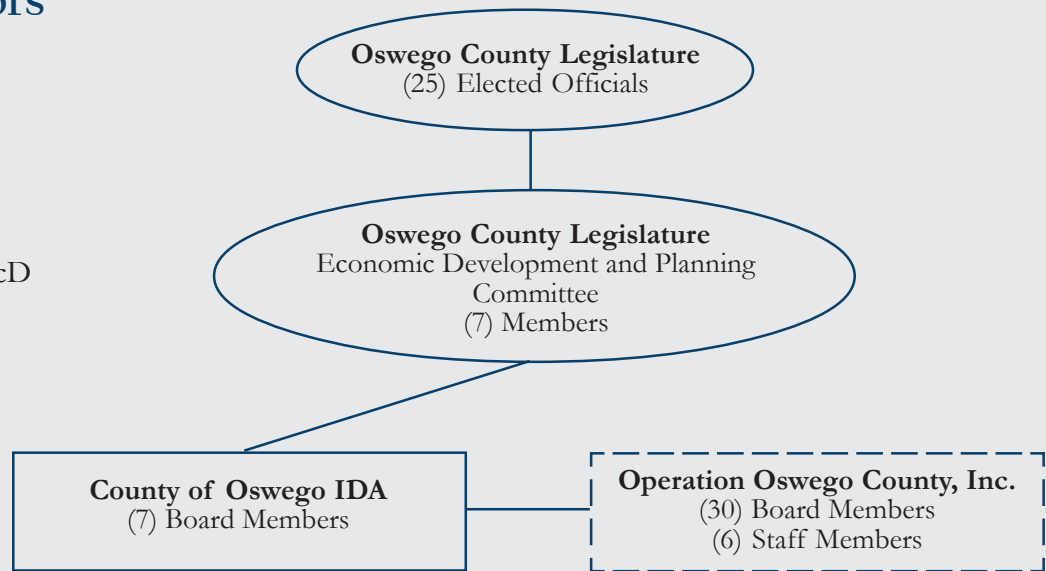 Oswego County Legislature
(25) Elected Officials
Oswego County Legislature
Economic Development and Planning
Committee
(7) Members
County of Oswego IDA
(7) Board Members
Operation Oswego County, Inc.
(30) Board Members
(6) Staff Members